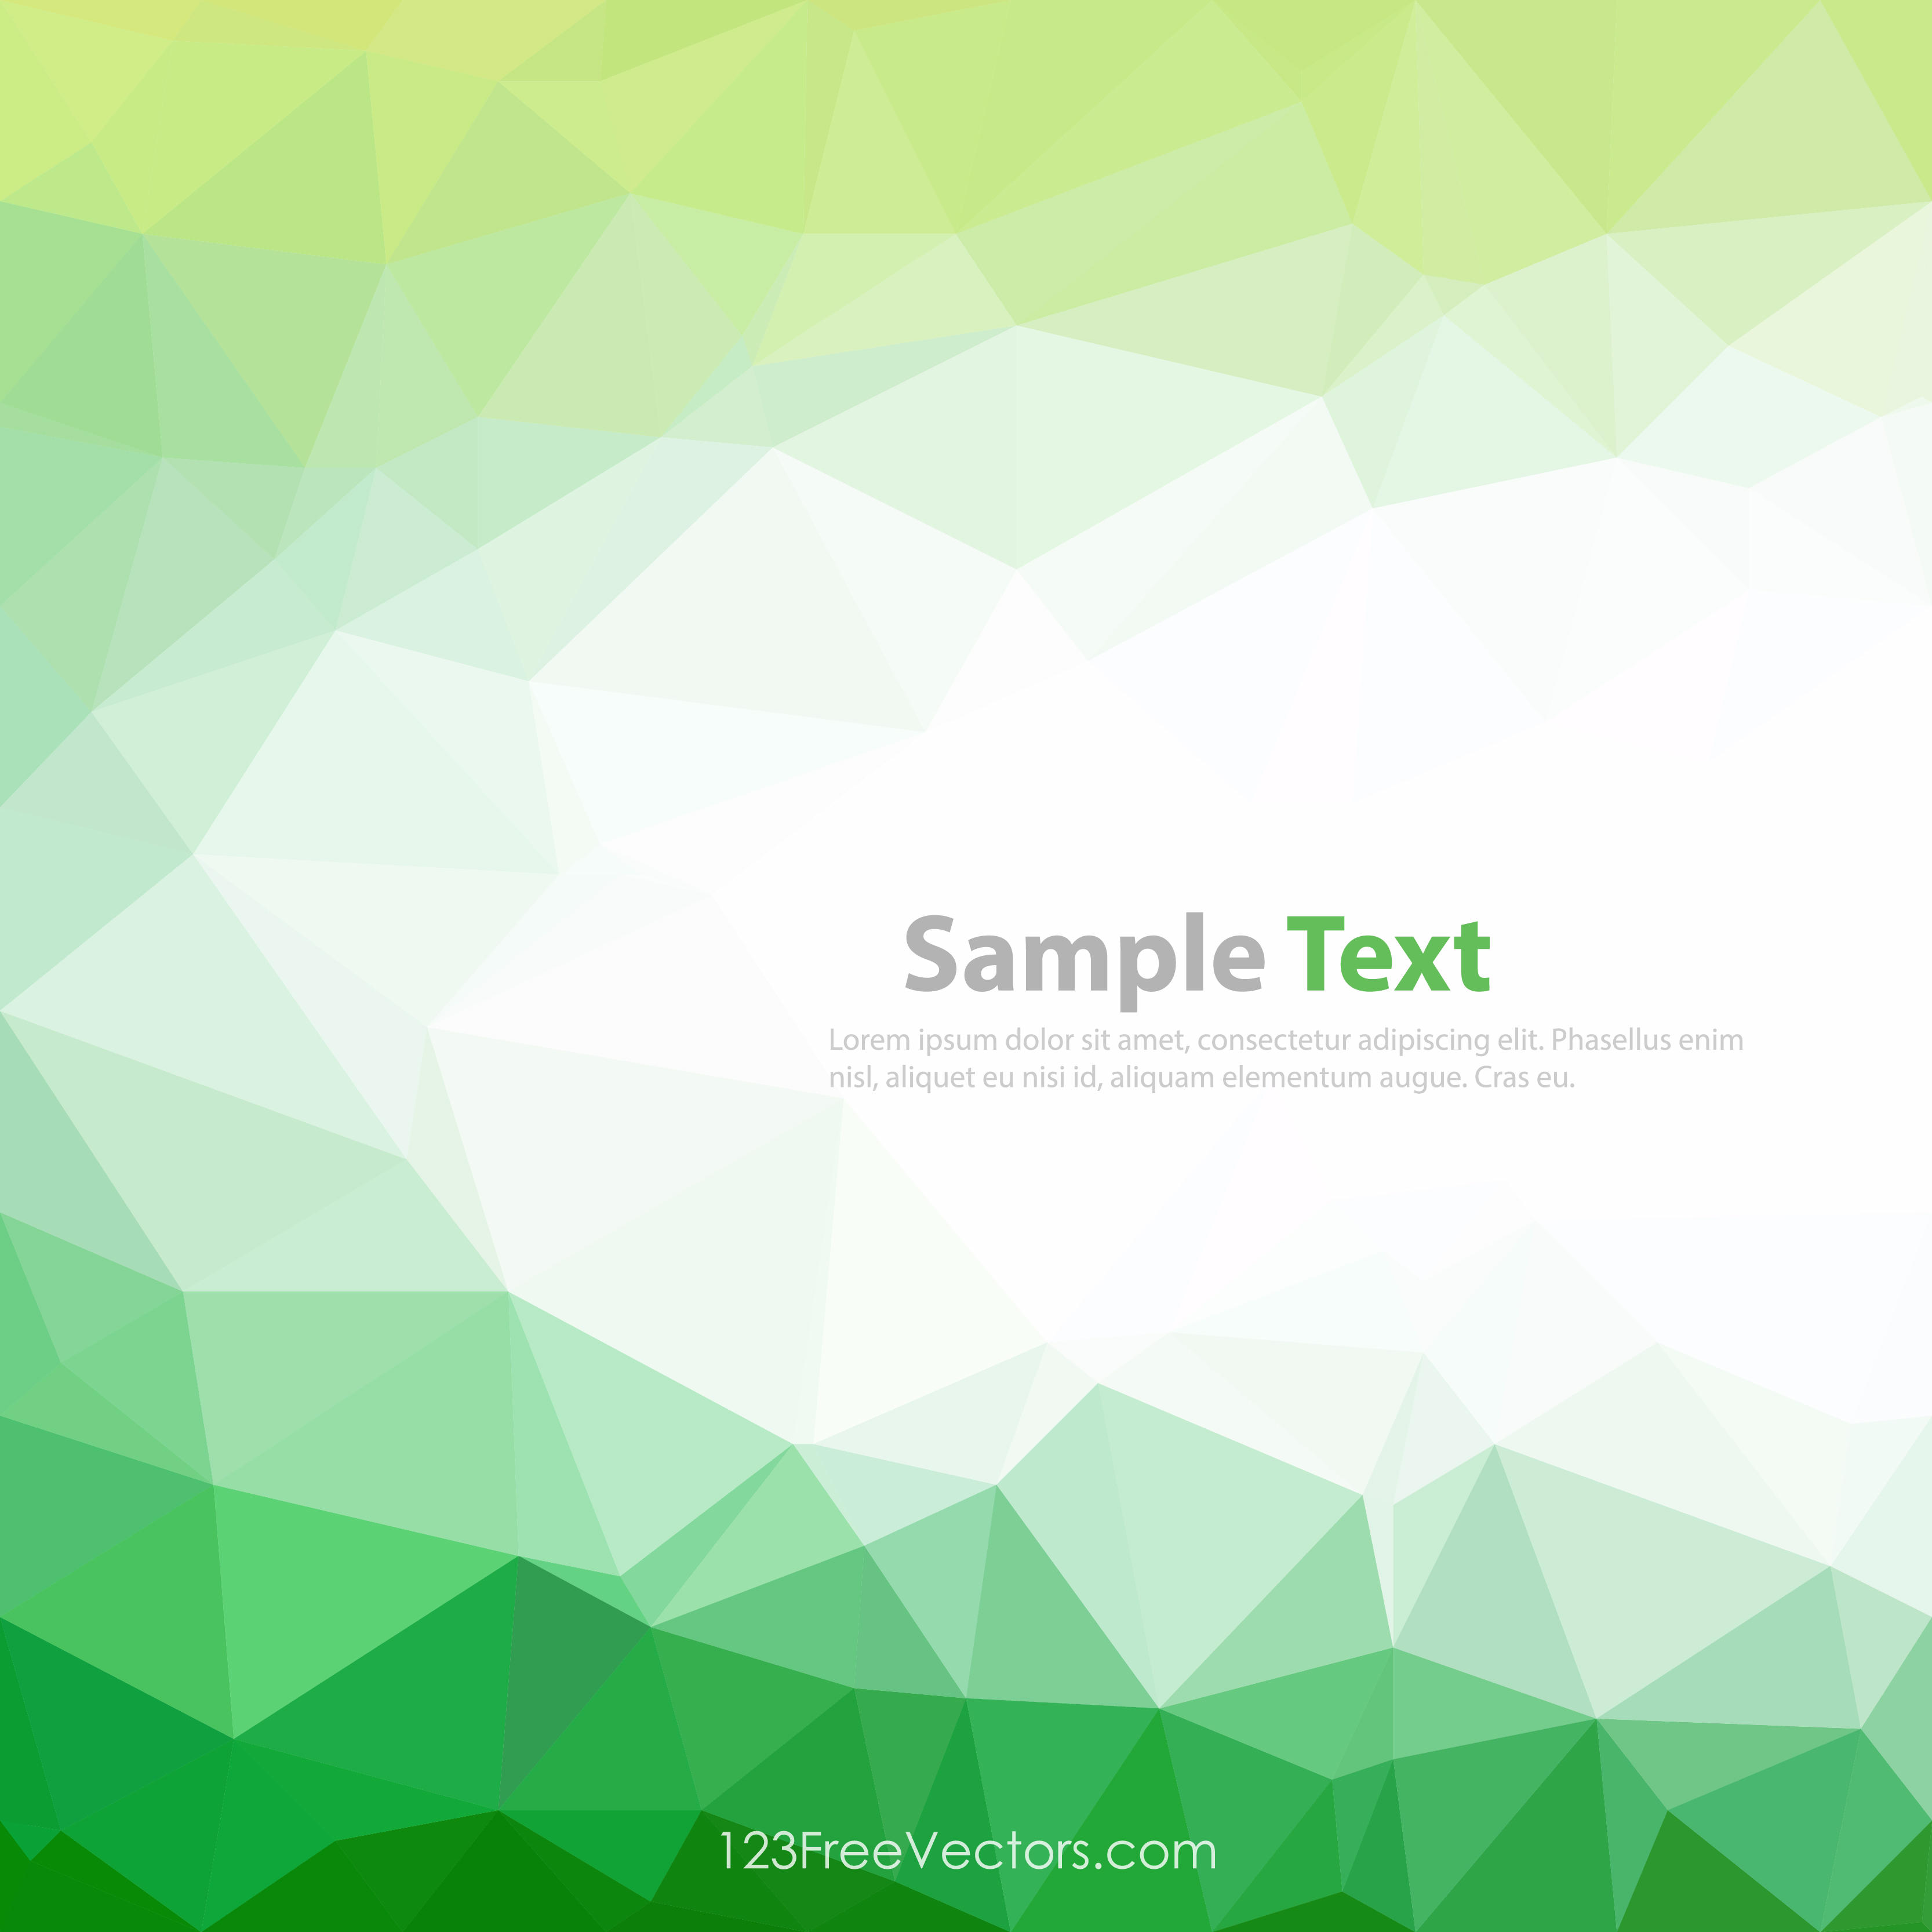 Sample Text
Lorem ipsum dolor sit amet, consectetur adipiscing elit. Phasellus enim
nisl, aliquet eu nisi id, aliquam elementum augue. Cras eu.
123FreeVectors.com